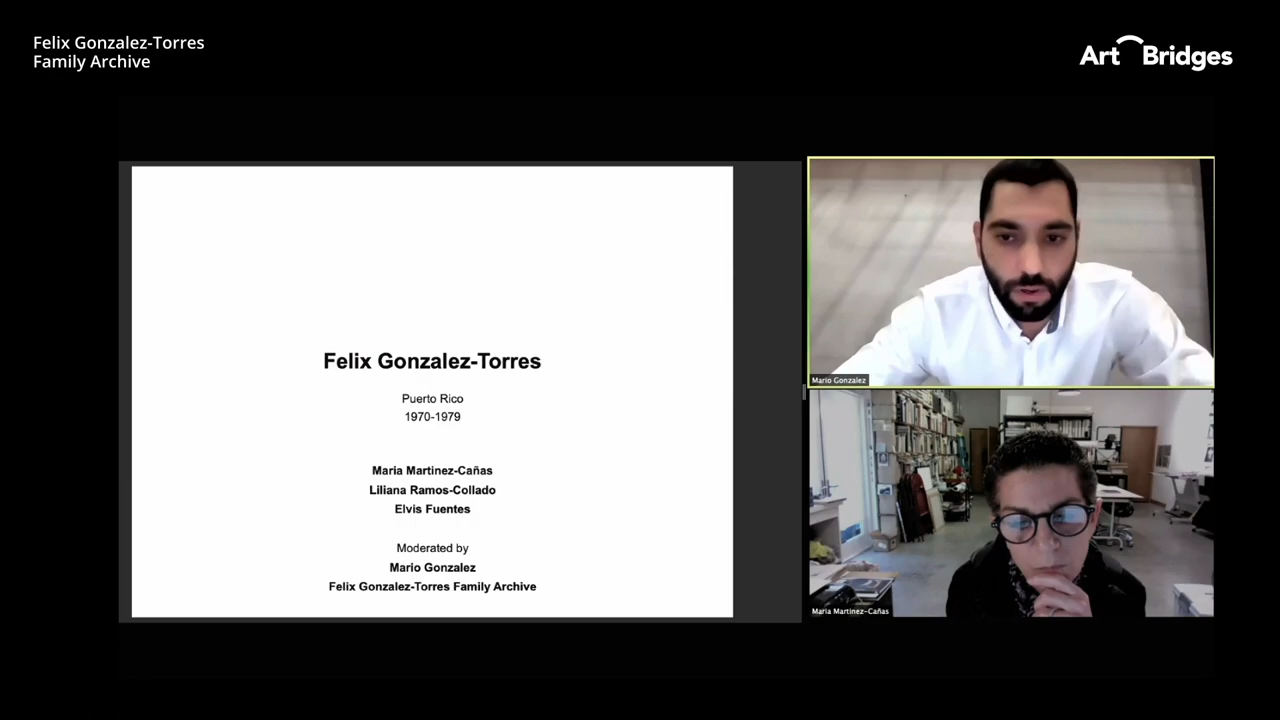 Felix Gonzalez-Torres
Family Archive
Art Bridges
Felix Gonzalez-Torres
Puerto Rico
1970-1979
Maria Martinez-Cañas
Liliana Ramos-Collado
Elvis Fuentes
Moderated by
Mario Gonzalez
Felix Gonzalez-Torres Family Archive
Mario Gonzalez
Maria Martinez-Cañas